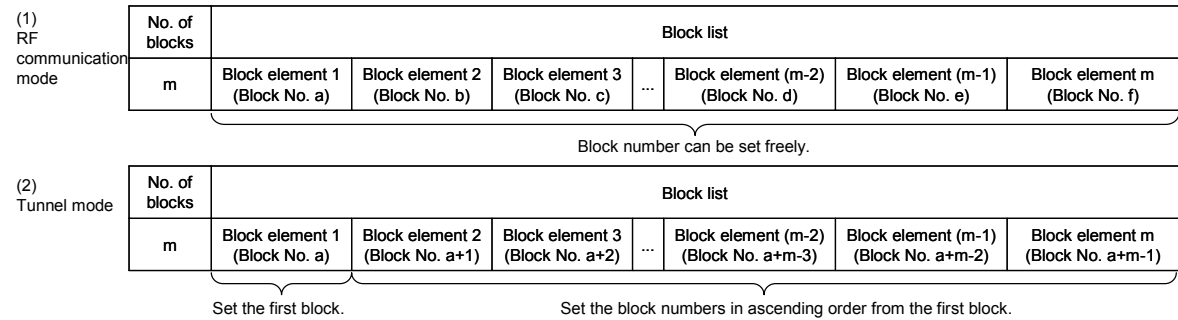 (1)
RF
communication
mode
No. of
blocks
Block list
m
Block element 1
(Block No. a)
Block element 2
(Block No. b)
Block element 3
(Block No. c)
...
Block element (m-2)
(Block No. d)
Block element (m-1)
(Block No. e)
Block element m
(Block No. f)
Block number can be set freely.
(2)
Tunnel mode
No. of
blocks
Block list
m
Block element 1
(Block No. a)
Block element 2
(Block No. a+1)
Block element 3
(Block No. a+2)
...
Block element (m-2)
(Block No. a+m-3)
Block element (m-1)
(Block No. a+m-2)
Block element m
(Block No. a+m-1)
Set the first block.
Set the block numbers in ascending order from the first block.